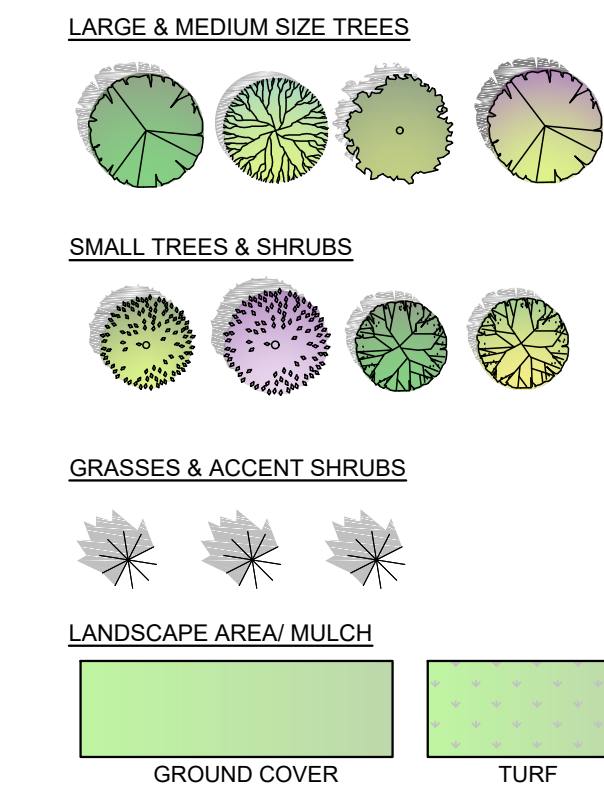 LARGE & MEDIUM SIZE TREES
SMALL TREES & SHRUBS
GRASSES & ACCENT SHRUBS
LANDSCAPE AREA/ MULCH
GROUND COVER
TURF